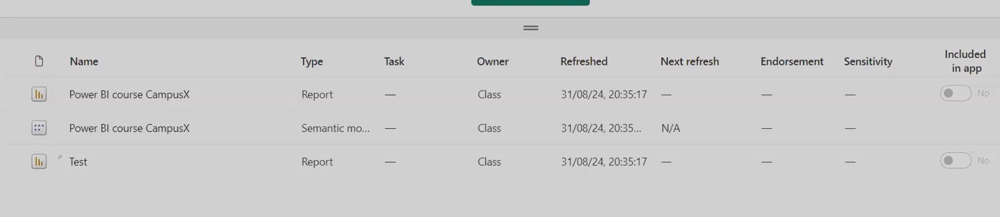 Name Type Task Owner Refreshed Next refresh Endorsement Sensitivity Included in app
Power BI course CampusX Report — Class 31/08/24, 20:35:17 — — — No
Power BI course CampusX Semantic mo... — Class 31/08/24, 20:35... N/A — —
Test Report — Class 31/08/24, 20:35:17 — — — No